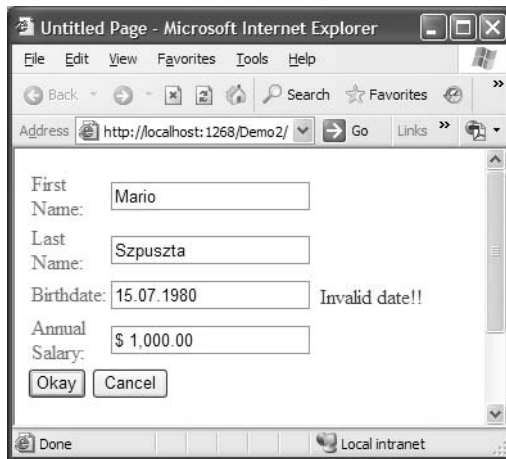 Untitled Page - Microsoft Internet Explorer
File Edit View Favorites Tools Help
Back Search Favorites »
Address http://localhost:1268/Demo2/ Go Links »
First
Name: Mario
Last
Name: Szpuszta
Birthdate: 15.07.1980 Invalid date!!
Annual
Salary: $ 1,000.00
Okay Cancel
Done Local intranet